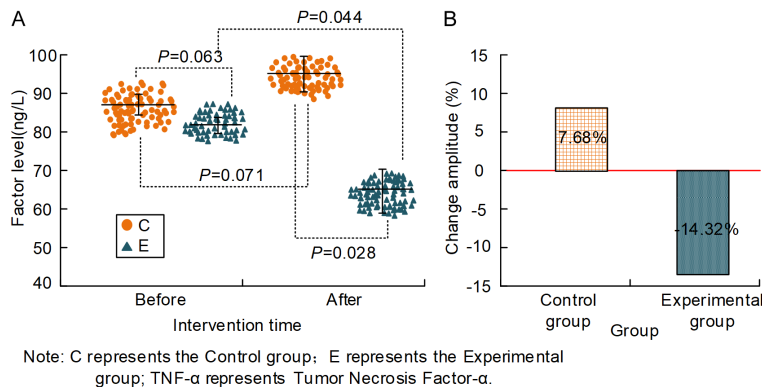 A
P=0.044
P=0.063
100
90
80
70
60
50
40
Factor level(ng/L)
P=0.071
P=0.028
C
E
Before
After
Intervention time
B
15
10
5
0
-5
-10
-15
Change amplitude (%)
7.68%
-14.32%
Control
group
Experimental
group
Group
Note: C represents the Control group; E represents the Experimental
group; TNF-α represents Tumor Necrosis Factor-α.